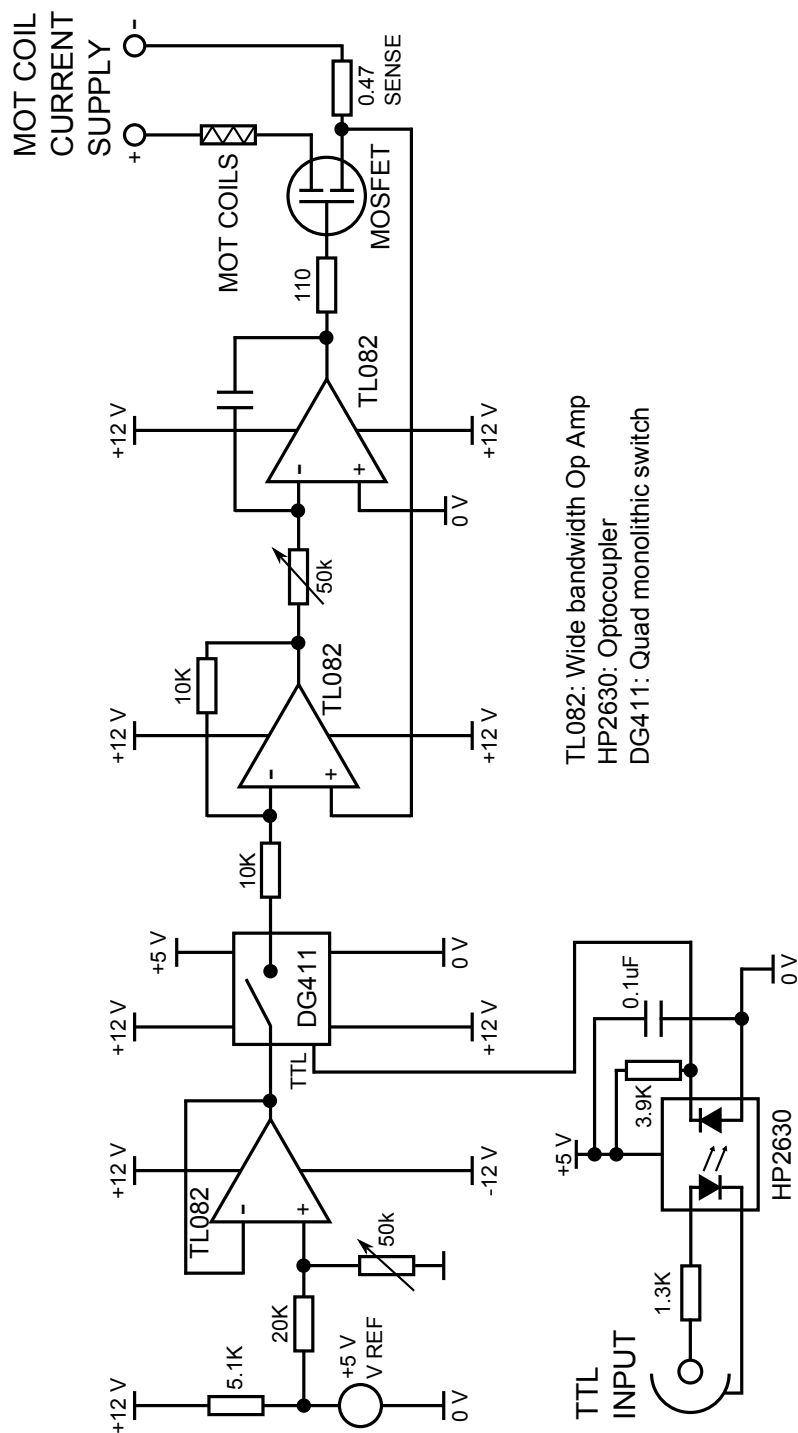 MOT COIL
CURRENT
SUPPLY
+
-
MOT COILS
0.47
SENSE
MOSFET
110
+12 V
TL082
-
+
+12 V
0 V
50k
10K
+12 V
TL082
-
+
+12 V
10K
+5 V
+12 V
DG411
TTL
0 V
+12 V
+12 V
TL082
-
+
-12 V
50k
20K
+12 V
5.1K
+5 V
V REF
0 V
TTL
INPUT
1.3K
HP2630
+5 V
3.9K
0.1uF
0 V
TL082: Wide bandwidth Op Amp
HP2630: Optocoupler
DG411: Quad monolithic switch